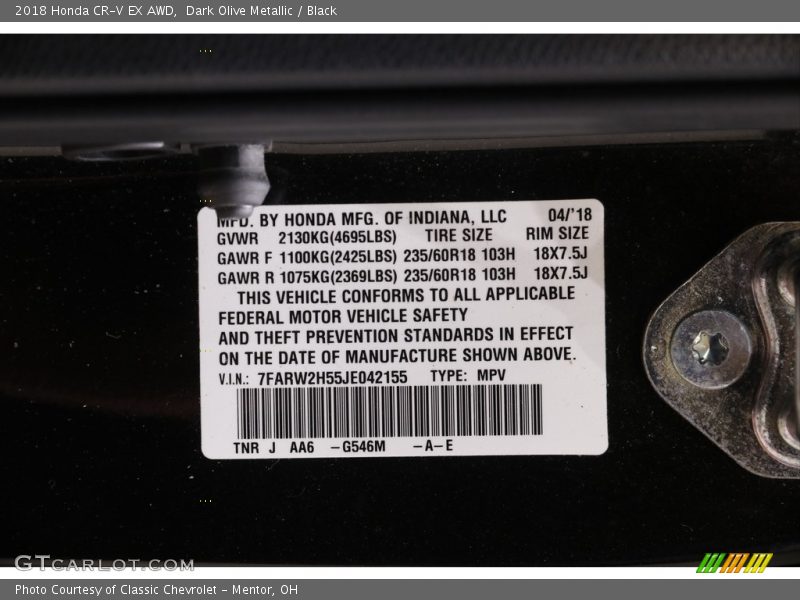 2018 Honda CR-V EX AWD, Dark Olive Metallic / Black
MFD. BY HONDA MFG. OF INDIANA, LLC 04/'18
GVWR 2130KG(4695LBS) TIRE SIZE RIM SIZE
GAWR F 1100KG(2425LBS) 235/60R18 103H 18X7.5J
GAWR R 1075KG(2369LBS) 235/60R18 103H 18X7.5J
THIS VEHICLE CONFORMS TO ALL APPLICABLE
FEDERAL MOTOR VEHICLE SAFETY
AND THEFT PREVENTION STANDARDS IN EFFECT
ON THE DATE OF MANUFACTURE SHOWN ABOVE.
V.I.N.: 7FARW2H55JE042155 TYPE: MPV
TNR J AA6 -G546M -A-E
GTCARLOT.COM
Photo Courtesy of Classic Chevrolet - Mentor, OH